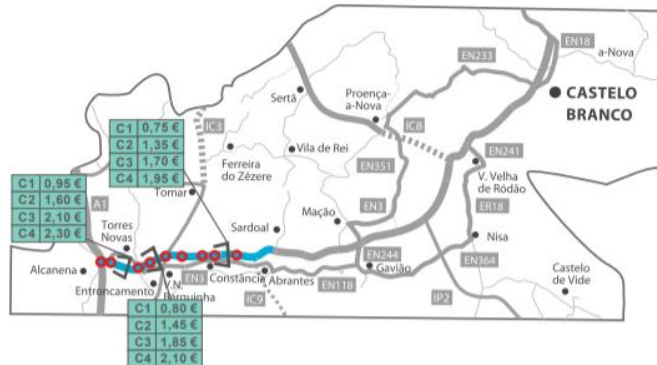 EN18
a-Nova
EN233
CASTELO
BRANCO
Sertã
Proença-
a-Nova
C1 0,75 €
C2 1,35 €
C3 1,70 €
C4 1,95 €
IC3
IC8
Vila de Rei
Ferreira
do Zêzere
EN351
EN241
V. Velha
de Ródão
C1 0,95 €
C2 1,60 €
C3 2,10 €
C4 2,30 €
A1
Tomar
EN3
ER18
Mação
Sardoal
Torres
Novas
Nisa
EN244
Gavião
EN364
Alcanena
EN3
Constância
Abrantes
EN118
Castelo
de Vide
Entroncamento
V.N.
Barquinha
IC9
IP2
C1 0,80 €
C2 1,45 €
C3 1,85 €
C4 2,10 €